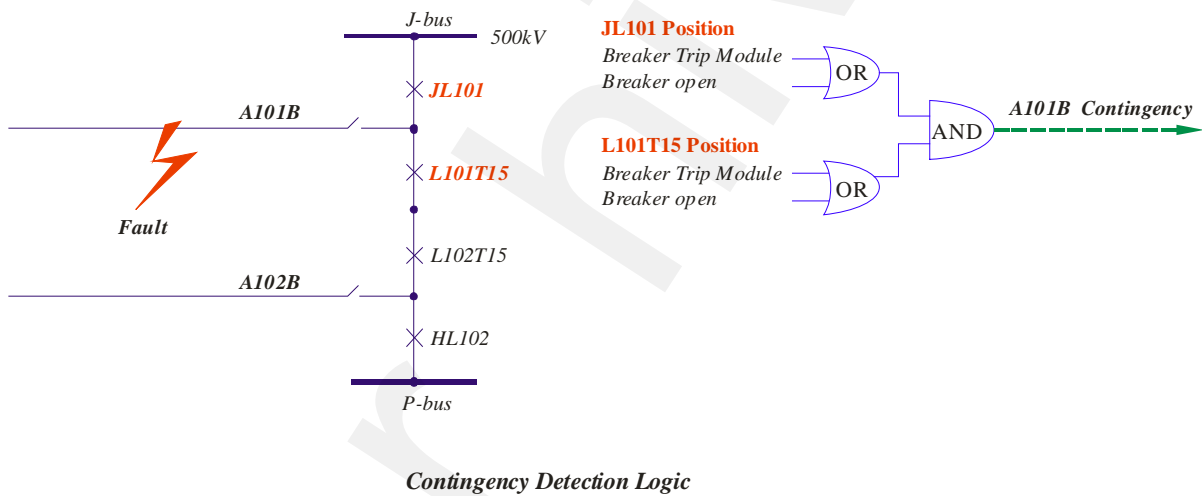 J-bus
500kV
JL101
A101B
L101T15
Fault
L102T15
A102B
HL102
P-bus
JL101 Position
Breaker Trip Module
Breaker open
OR
L101T15 Position
Breaker Trip Module
Breaker open
OR
AND
A101B Contingency
Contingency Detection Logic